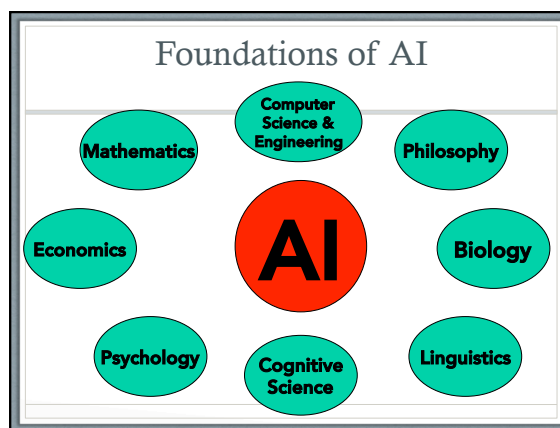 Foundations of AI
Computer
Science &
Engineering
Mathematics
Philosophy
Economics
AI
Biology
Psychology
Cognitive
Science
Linguistics